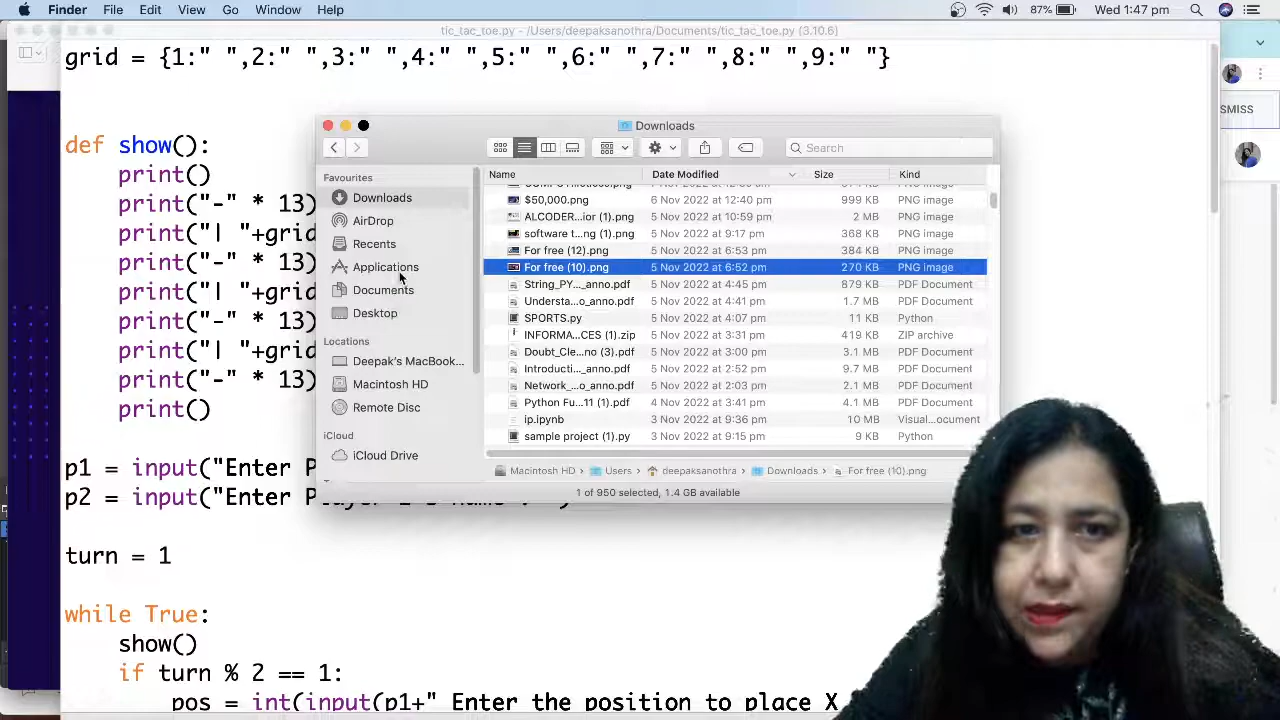 Finder File Edit View Go Window Help 87% Wed 1:47 pm
tic_tac_toe.py - /Users/deepaksanothra/Documents/tic_tac_toe.py (3.10.6)
grid = {1:" ",2:" ",3:" ",4:" ",5:" ",6:" ",7:" ",8:" ",9:" "}
SMISS
def show():
print()
print("-" * 13)
print("| "+grid
print("-" * 13)
print("| "+grid
print("-" * 13)
print("| "+grid
print("-" * 13)
print()
p1 = input("Enter P
p2 = input("Enter
turn = 1
while True:
show()
if turn % 2 == 1:
pos = int(input(p1+" Enter the position to place X
Downloads
Search
Favourites
Downloads
AirDrop
Recents
Applications
Documents
Desktop
Locations
Deepak's MacBook...
Macintosh HD
Remote Disc
iCloud
iCloud Drive
Name Date Modified Size Kind
PNG image
$50,000.png 6 Nov 2022 at 12:40 pm 999 KB PNG image
ALCODER...ior (1).png 5 Nov 2022 at 10:59 pm 2 MB PNG image
software t...ng (1).png 5 Nov 2022 at 9:17 pm 368 KB PNG image
For free (12).png 5 Nov 2022 at 6:53 pm 384 KB PNG image
For free (10).png 5 Nov 2022 at 6:52 pm 270 KB PNG image
String_PY..._anno.pdf 5 Nov 2022 at 4:45 pm 879 KB PDF Document
Understa...o_anno.pdf 5 Nov 2022 at 4:41 pm 1.7 MB PDF Document
SPORTS.py 5 Nov 2022 at 4:07 pm 11 KB Python
INFORMA...CES (1).zip 5 Nov 2022 at 3:31 pm 419 KB ZIP archive
Doubt_Cle...no (3).pdf 5 Nov 2022 at 3:00 pm 3.1 MB PDF Document
Introducti..._anno.pdf 5 Nov 2022 at 2:52 pm 9.7 MB PDF Document
Network_...o_anno.pdf 5 Nov 2022 at 2:03 pm 2.1 MB PDF Document
Python Fu...11 (1).pdf 4 Nov 2022 at 3:41 pm 4.1 MB PDF Document
ip.ipynb 3 Nov 2022 at 9:36 pm 10 MB Visual...ocument
sample project (1).py 3 Nov 2022 at 9:15 pm 9 KB Python
Macintosh HD Users deepaksanothra Downloads For free (10).png
1 of 950 selected, 1.4 GB available